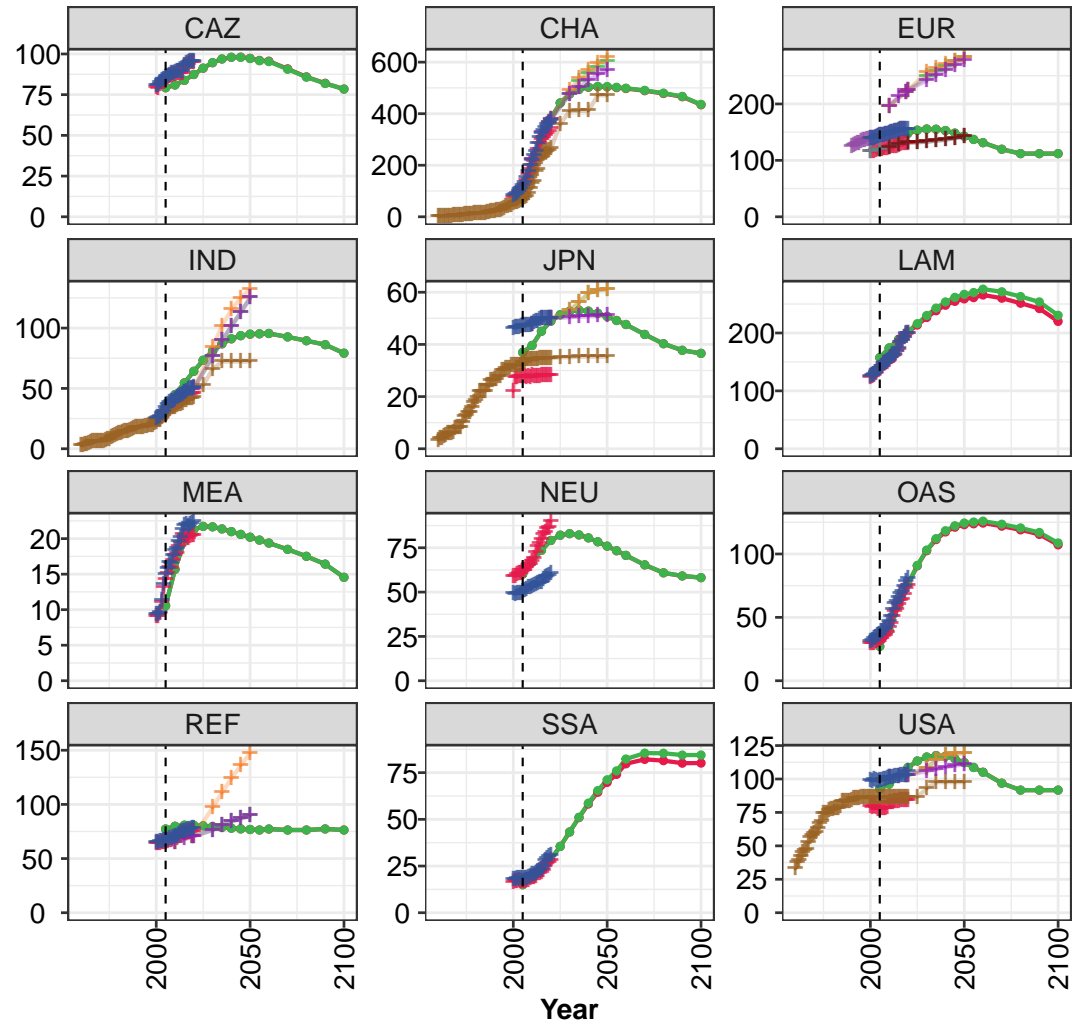 CAZ CHA EUR
100 600
75 400 200
50
25 200 100
0 0 0
IND JPN LAM
60
100 40 200
50 20 100
0 0 0
MEA NEU OAS
20 75 100
15
10 50
5 25 50
0 0 0
REF SSA USA
150 125
75 100
100 50 75
50 25 50
25
0 0 0
2000 2050 2100 2000 2050 2100 2000 2050 2100
Year